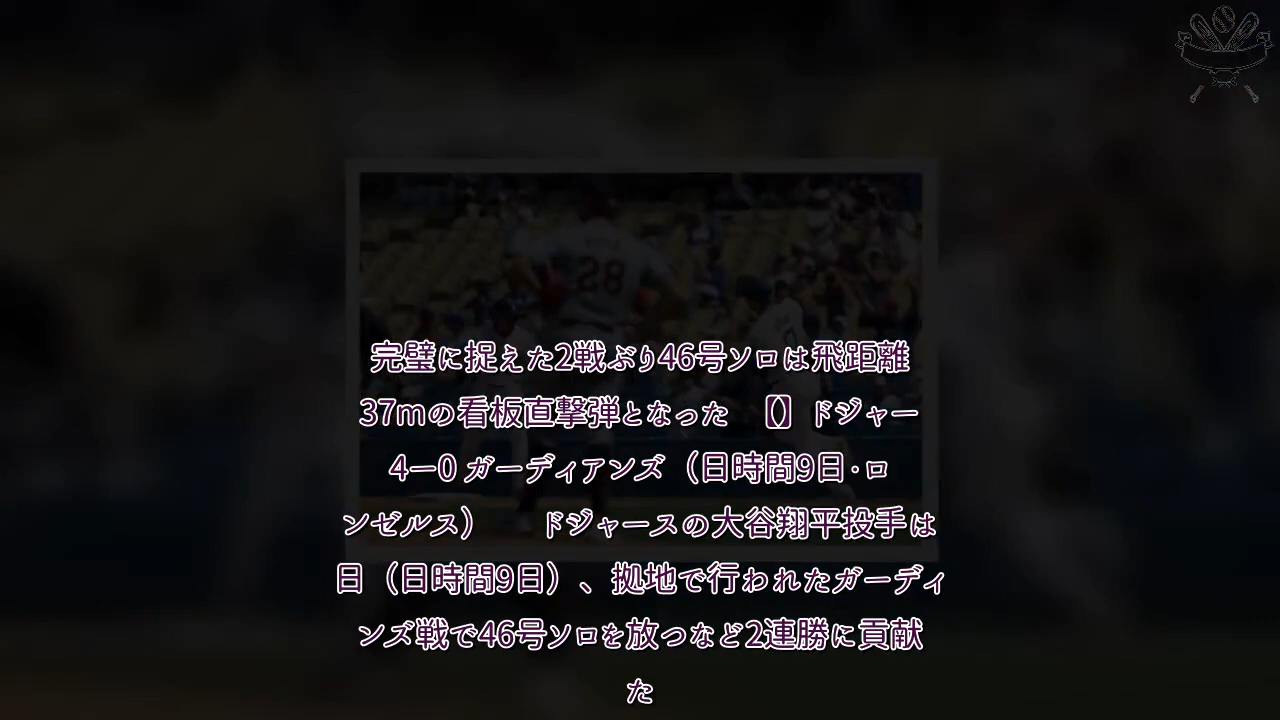 完璧に捉えた2戦ぶり46号ソロは飛距離
37mの看板直撃弾となった 【】ドジャー
4ー0 ガーディアンズ（日時間9日·ロ
ンゼルス） ドジャースの大谷翔平投手は
日（日時間9日）、拠地で行われたガーディ
ンズ戦で46号ソロを放つなど2連勝に貢献
た
28